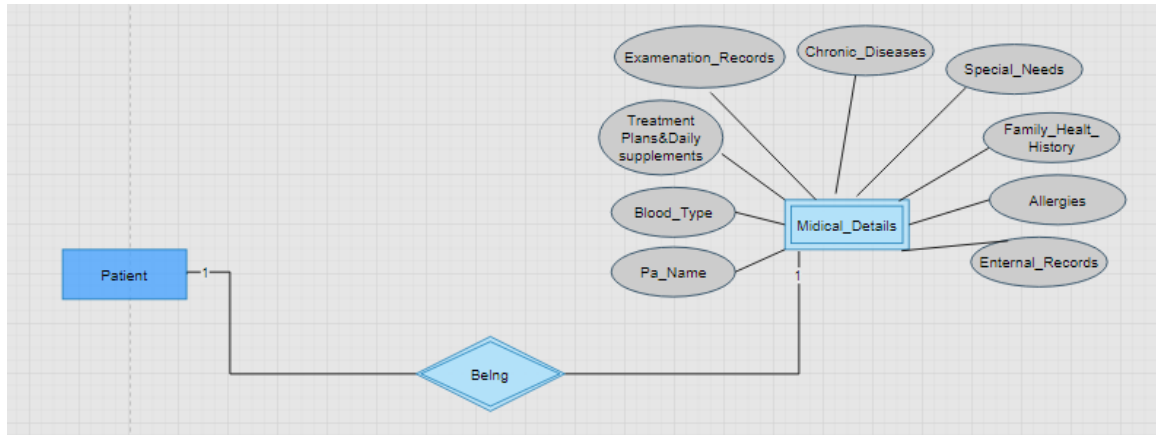 Chronic_Diseases
Examenation_Records
Special_Needs
Treatment
Plans&Daily
supplements
Family_Healt_
History
Blood_Type
Allergies
Midical_Details
Pa_Name
Enternal_Records
Patient
1
1
Belng